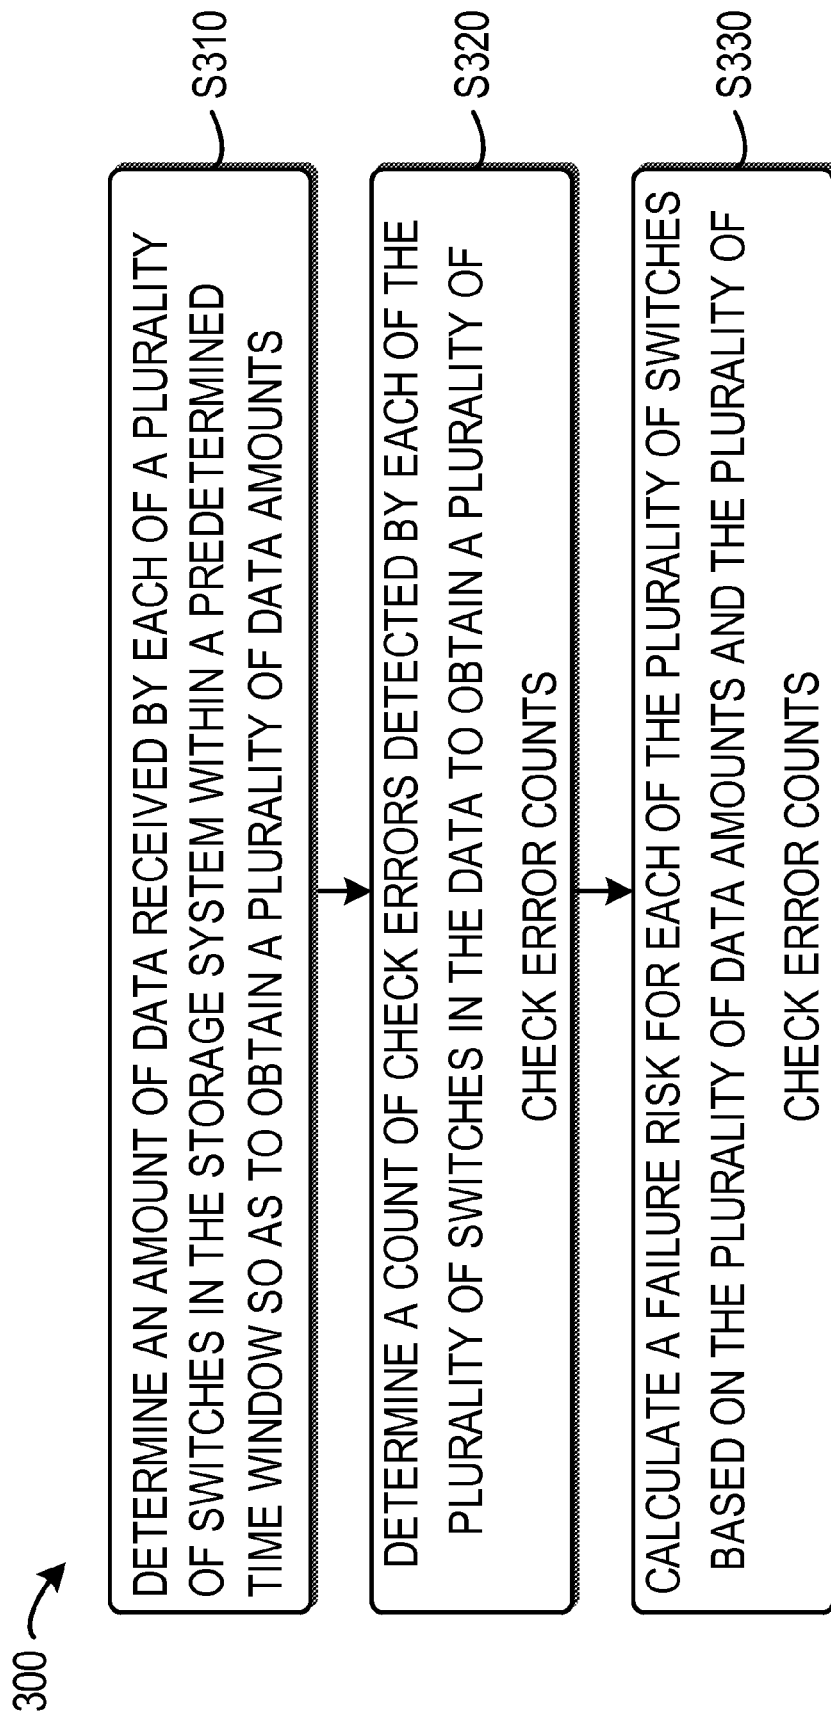 300
DETERMINE AN AMOUNT OF DATA RECEIVED BY EACH OF A PLURALITY
OF SWITCHES IN THE STORAGE SYSTEM WITHIN A PREDETERMINED
TIME WINDOW SO AS TO OBTAIN A PLURALITY OF DATA AMOUNTS
S310
DETERMINE A COUNT OF CHECK ERRORS DETECTED BY EACH OF THE
PLURALITY OF SWITCHES IN THE DATA TO OBTAIN A PLURALITY OF
CHECK ERROR COUNTS
S320
CALCULATE A FAILURE RISK FOR EACH OF THE PLURALITY OF SWITCHES
BASED ON THE PLURALITY OF DATA AMOUNTS AND THE PLURALITY OF
CHECK ERROR COUNTS
S330